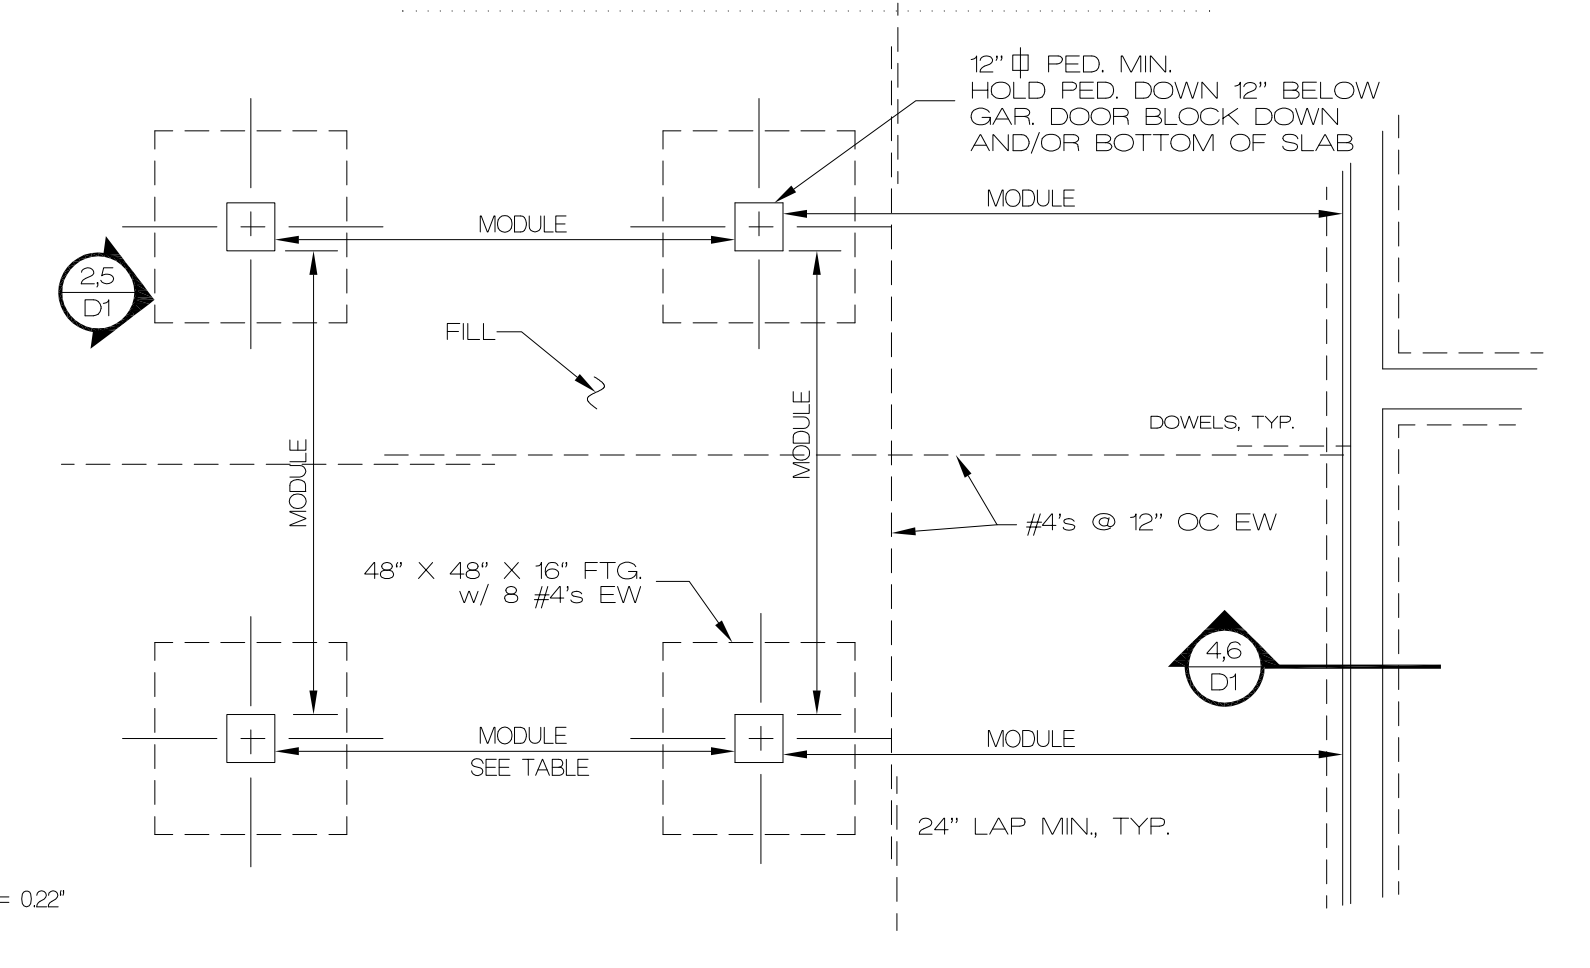 12" ⌷ PED. MIN.
HOLD PED. DOWN 12" BELOW
GAR. DOOR BLOCK DOWN
AND/OR BOTTOM OF SLAB
MODULE
MODULE
2,5
D1
FILL
MODULE
MODULE
DOWELS, TYP.
#4's @ 12" OC EW
48" X 48" X 16" FTG.
w/ 8 #4's EW
4,6
D1
MODULE
SEE TABLE
MODULE
24" LAP MIN., TYP.
= 0.22"